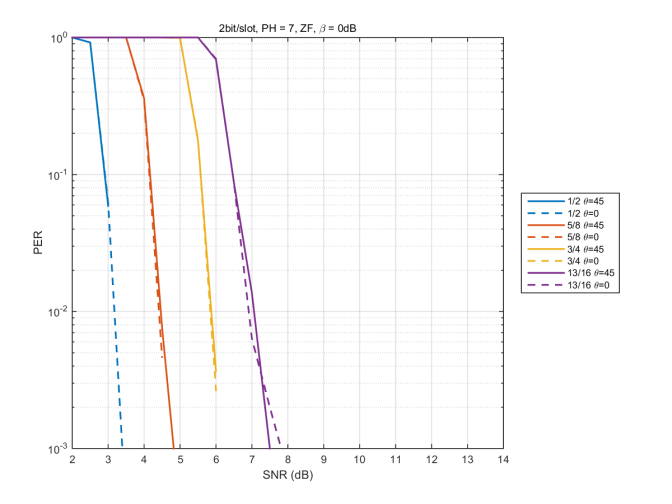 2bit/slot, PH = 7, ZF, β = 0dB
10^0
10^-1
10^-2
10^-3
PER
2 3 4 5 6 7 8 9 10 11 12 13 14
SNR (dB)
1/2 θ=45
1/2 θ=0
5/8 θ=45
5/8 θ=0
3/4 θ=45
3/4 θ=0
13/16 θ=45
13/16 θ=0